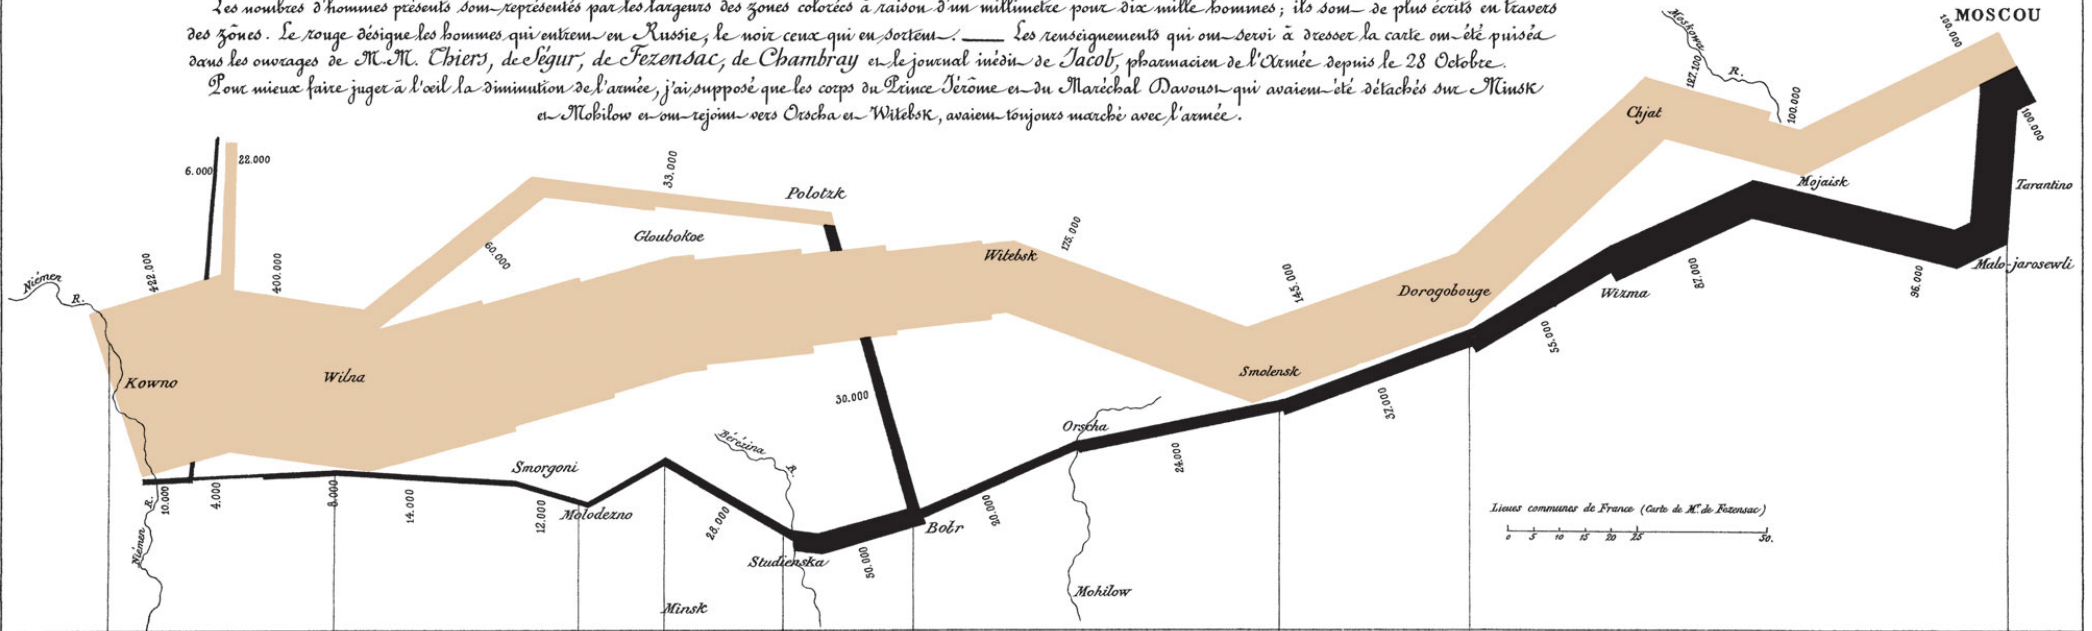 Les nombres d'hommes présents sont représentés par les largeurs des zones colorées à raison d'un millimètre pour dix mille hommes; ils sont de plus écrits en travers
des zônes. Le rouge désigne les hommes qui entrent en Russie, le noir ceux qui en sortent. — Les renseignements qui ont servi à dresser la carte ont été puisés
dans les ouvrages de M.M. Thiers, de Ségur, de Fezensac, de Chambray et le journal inédit de Jacob, pharmacien de l'Armée depuis le 28 Octobre.
Pour mieux faire juger à l'œil la diminution de l'armée, j'ai supposé que les corps du Prince Jérôme et du Maréchal Davoust qui avaient été détachés sur Minsk
et Mohilow et ont rejoint vers Orscha et Witebsk, avaient toujours marché avec l'armée.
MOSCOU
100.000
Moskowa
R.
127.100
100.000
100.000
Chjat
Mojaisk
Tarantino
Malo-jarosewli
6.000
22.000
33.000
Polotzk
Gloubokoe
60.000
175.000
Witebsk
422.000
400.000
Niémen
R.
145.000
Dorogobouge
Wizma
87.000
96.000
55.000
Kowno
Wilna
Smolensk
32.000
30.000
Orscha
24.000
Bérézina
R.
Smorgoni
10.000
4.000
8.000
14.000
12.000
Molodezno
28.000
Studienska
50.000
Bobr
20.000
Niémen R.
Minsk
Mohilow
Lieues communes de France (Carte de M. de Fezensac)
0 5 10 15 20 25 50.